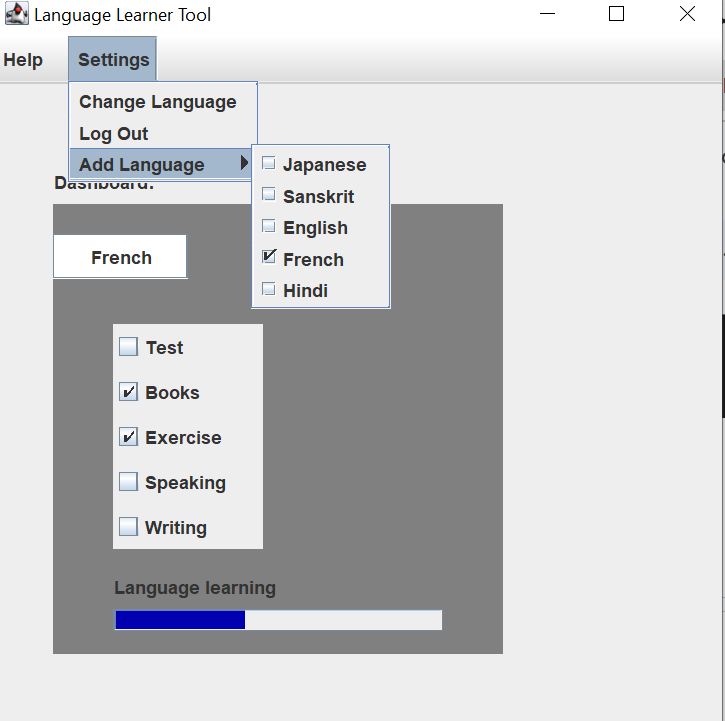 Language Learner Tool
Help Settings
Change Language
Log Out
Add Language
Japanese
Sanskrit
English
French
Hindi
Dashboard:
French
Test
Books
Exercise
Speaking
Writing
Language learning